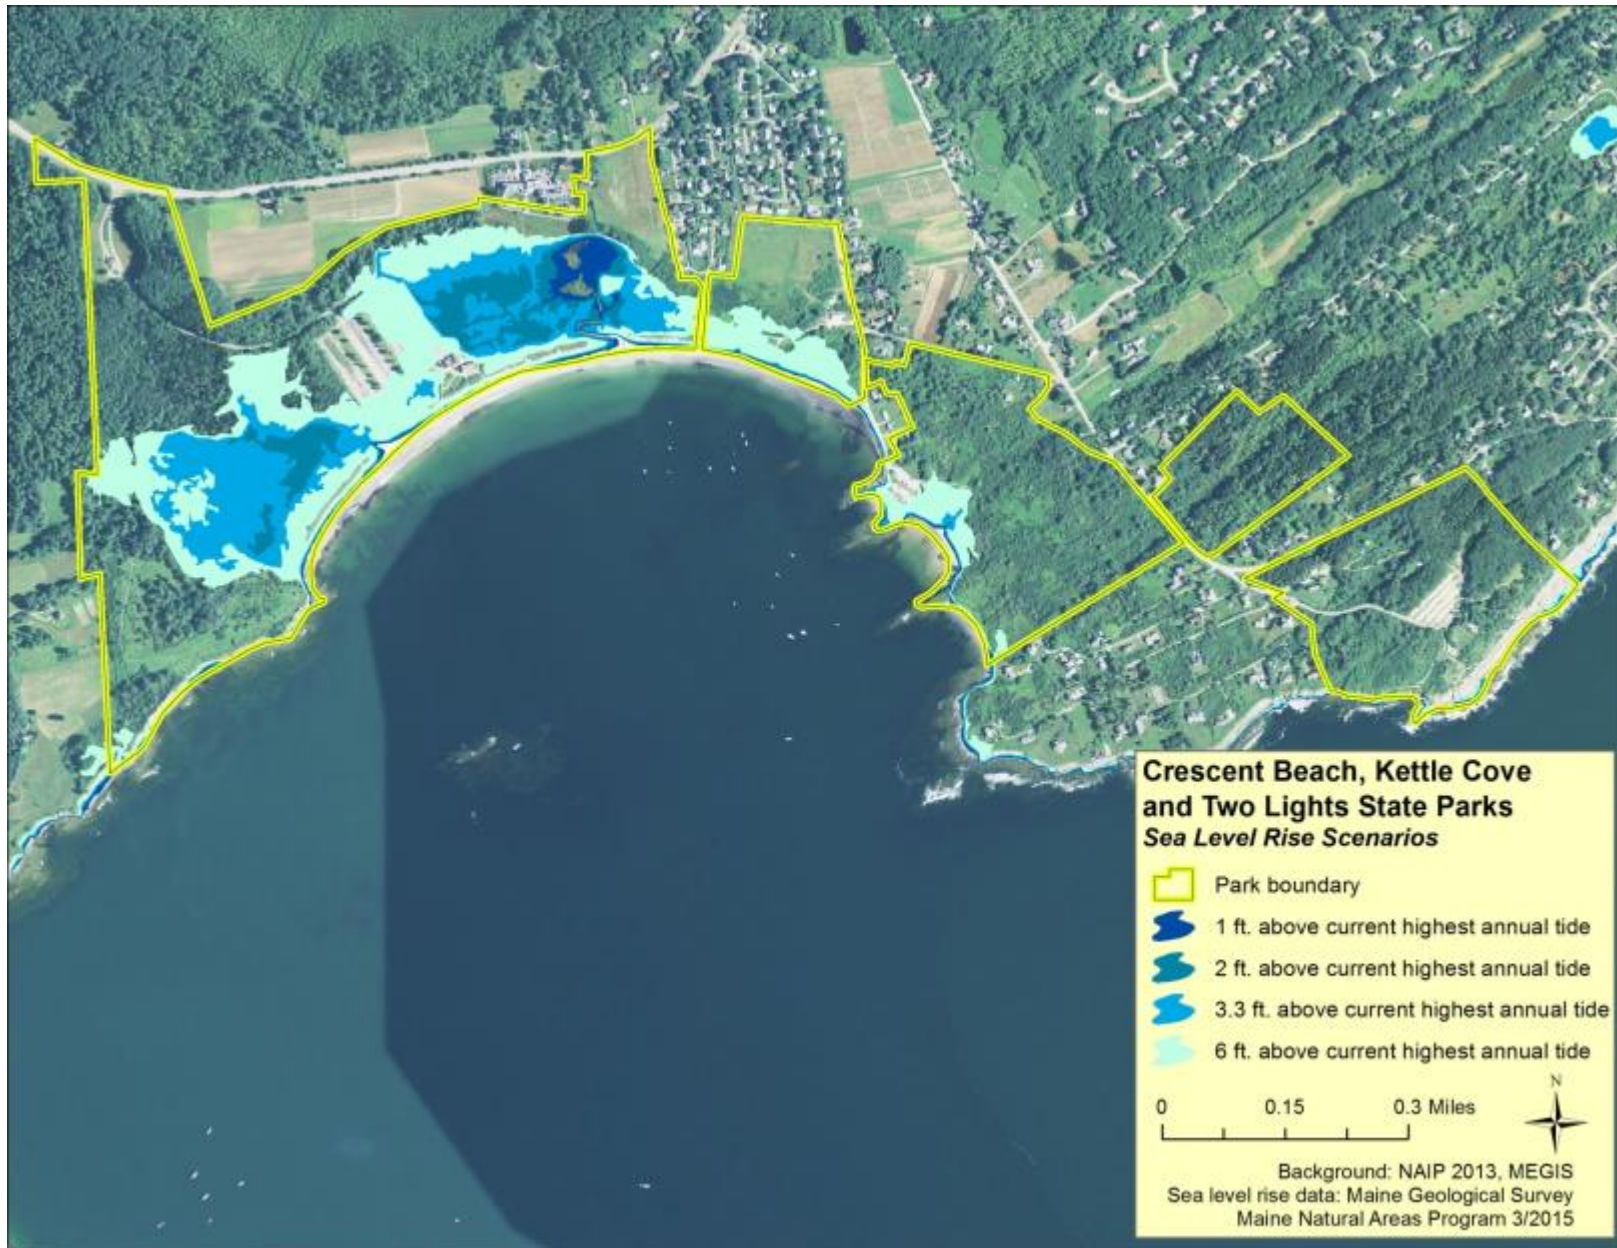 Crescent Beach, Kettle Cove
and Two Lights State Parks
Sea Level Rise Scenarios
Park boundary
1 ft. above current highest annual tide
2 ft. above current highest annual tide
3.3 ft. above current highest annual tide
6 ft. above current highest annual tide
N
0 0.15 0.3 Miles
Background: NAIP 2013, MEGIS
Sea level rise data: Maine Geological Survey
Maine Natural Areas Program 3/2015